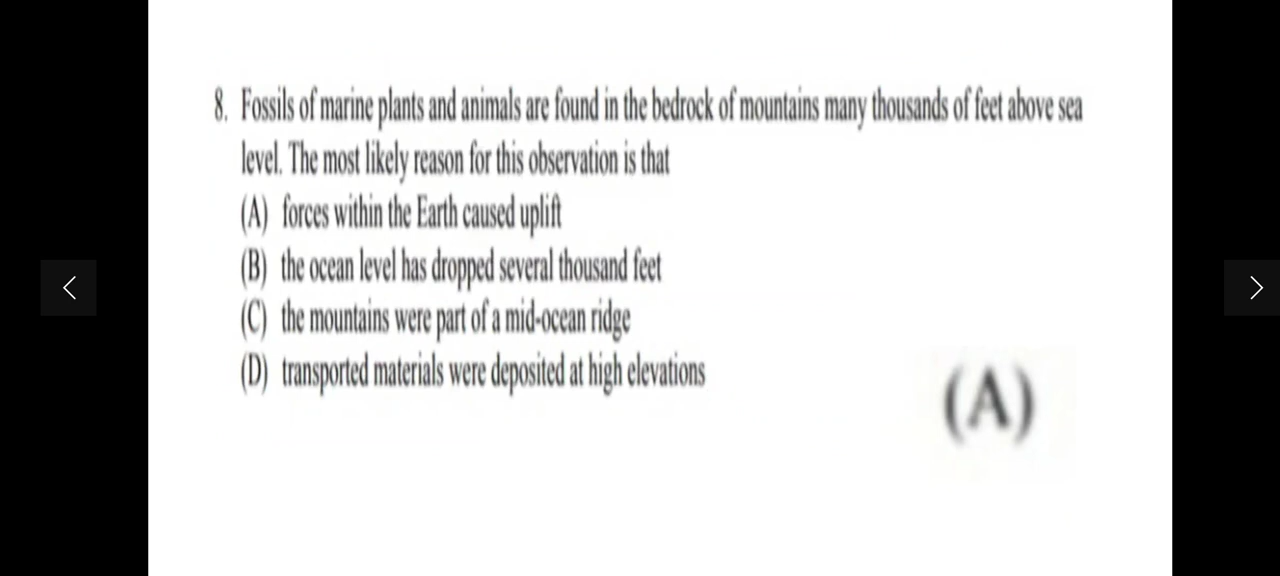 8. Fossils of marine plants and animals are found in the bedrock of mountains many thousands of feet above sea
level. The most likely reason for this observation is that
(A) forces within the Earth caused uplift
(B) the ocean level has dropped several thousand feet
(C) the mountains were part of a mid-ocean ridge
(D) transported materials were deposited at high elevations
(A)